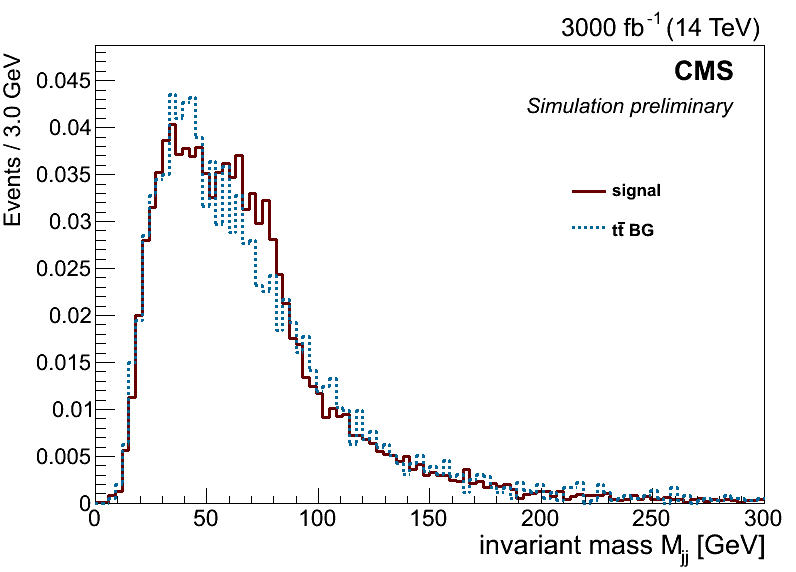 3000 fb⁻¹ (14 TeV)
CMS
Simulation preliminary
Events / 3.0 GeV
0.045
0.04
0.035
0.03
0.025
0.02
0.015
0.01
0.005
0
signal
tt̄ BG
0 50 100 150 200 250 300
invariant mass Mjj [GeV]